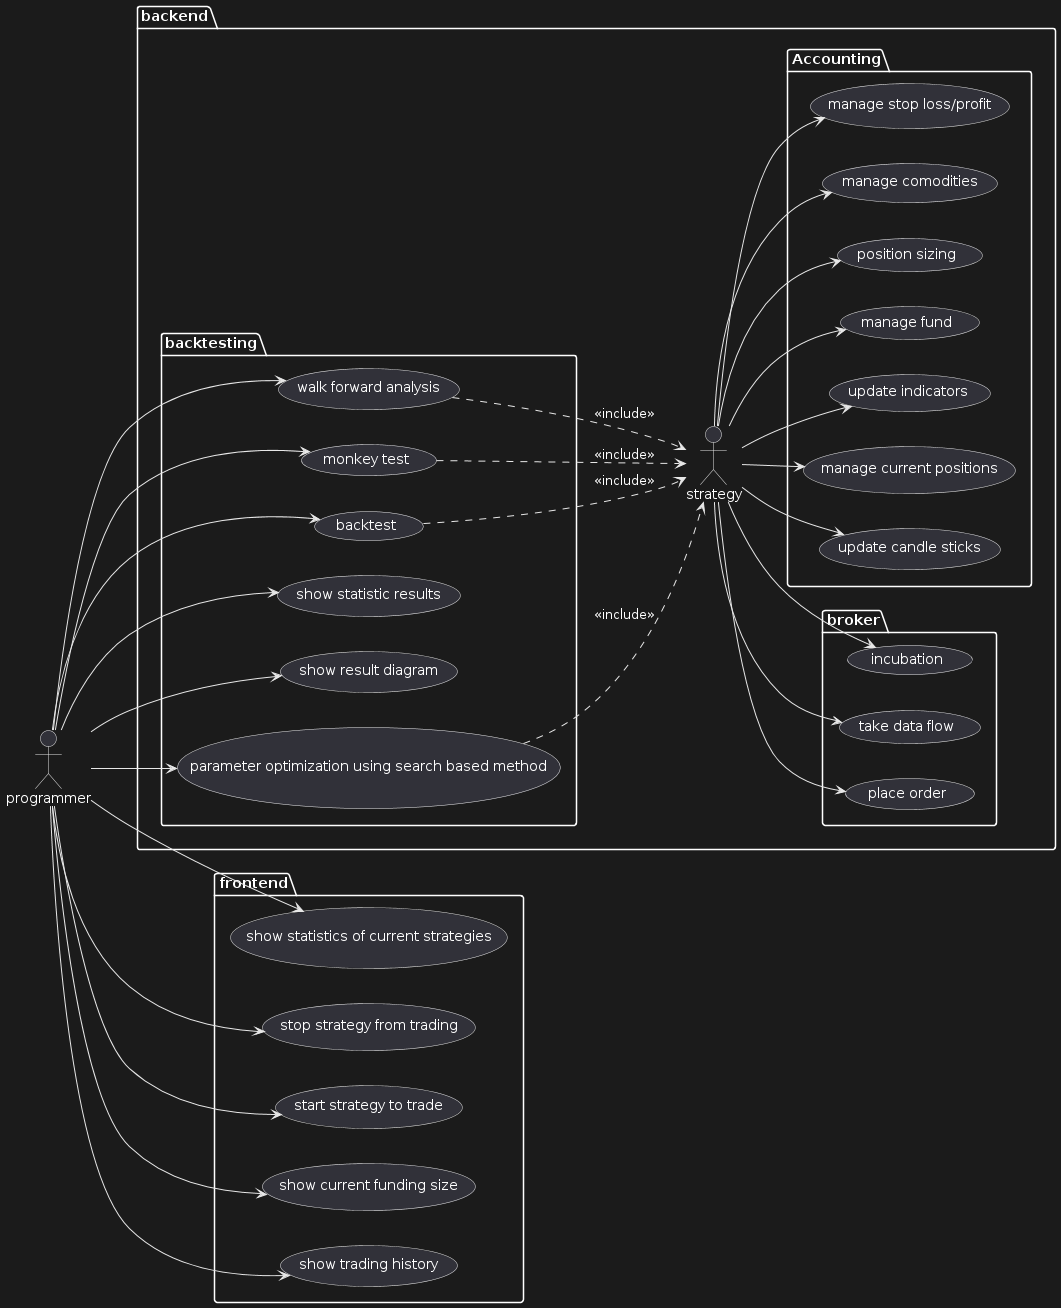 backend
Accounting
manage stop loss/profit
manage comodities
position sizing
manage fund
update indicators
manage current positions
update candle sticks
backtesting
walk forward analysis
monkey test
backtest
show statistic results
show result diagram
parameter optimization using search based method
«include»
«include»
«include»
«include»
strategy
broker
incubation
take data flow
place order
programmer
frontend
show statistics of current strategies
stop strategy from trading
start strategy to trade
show current funding size
show trading history